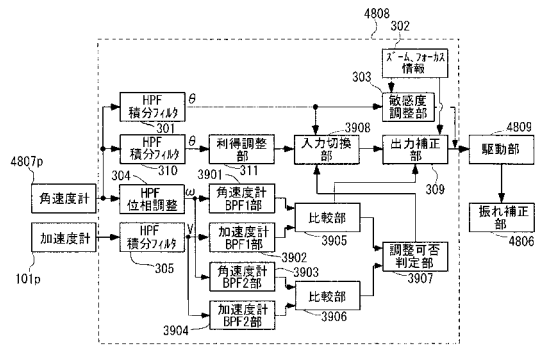 4808
302
ズーム、フォーカス
情報
303
敏感度
調整部
HPF
積分フィルタ
θ
301
HPF
積分フィルタ
θ
310
利得調整
部
311
3908
入力切換
部
出力補正
部
309
4809
駆動部
4807p
角速度計
304
HPF
位相調整
ω
3901
角速度計
BPF1部
振れ補正
部
4806
加速度計
101p
HPF
積分フィルタ
305
V
加速度計
BPF1部
3902
比較部
3905
調整可否
判定部
3907
角速度計
BPF2部
3903
加速度計
BPF2部
3904
比較部
3906